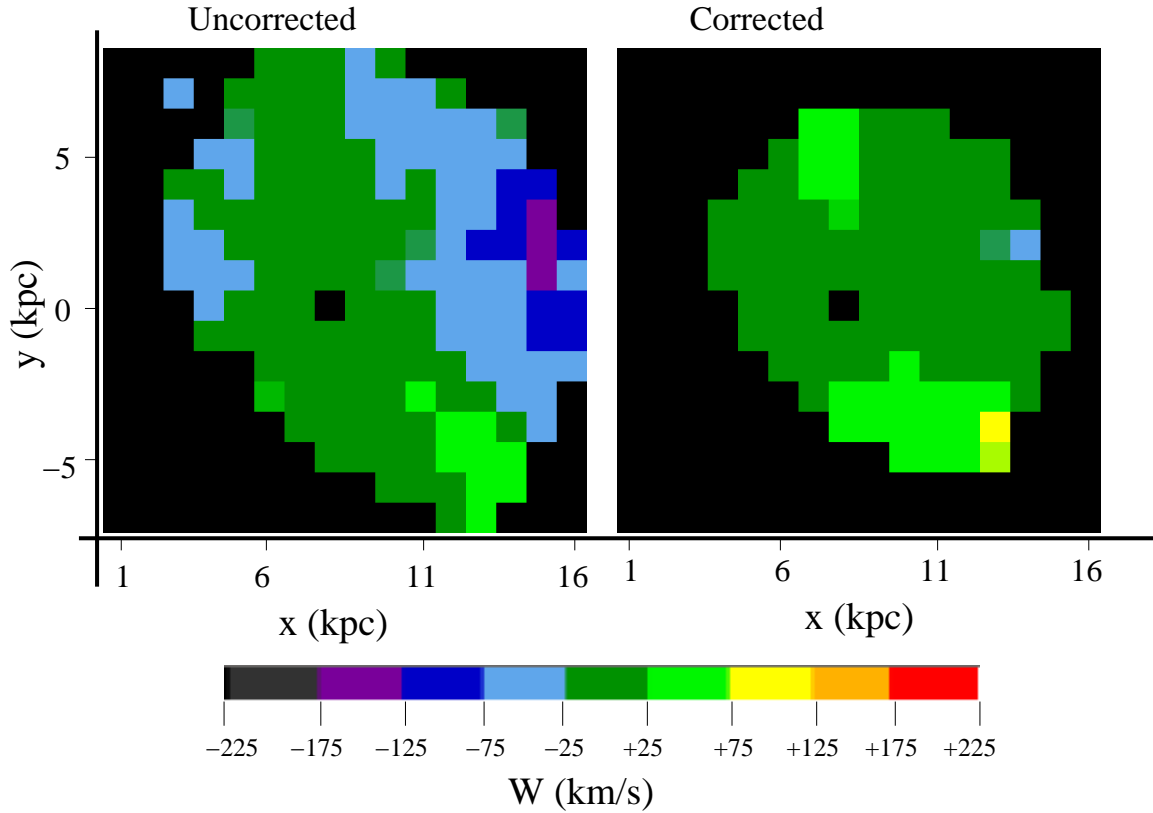 Uncorrected
Corrected
y (kpc)
5
0
−5
1 6 11 16
1 6 11 16
x (kpc)
x (kpc)
−225 −175 −125 −75 −25 +25 +75 +125 +175 +225
W (km/s)